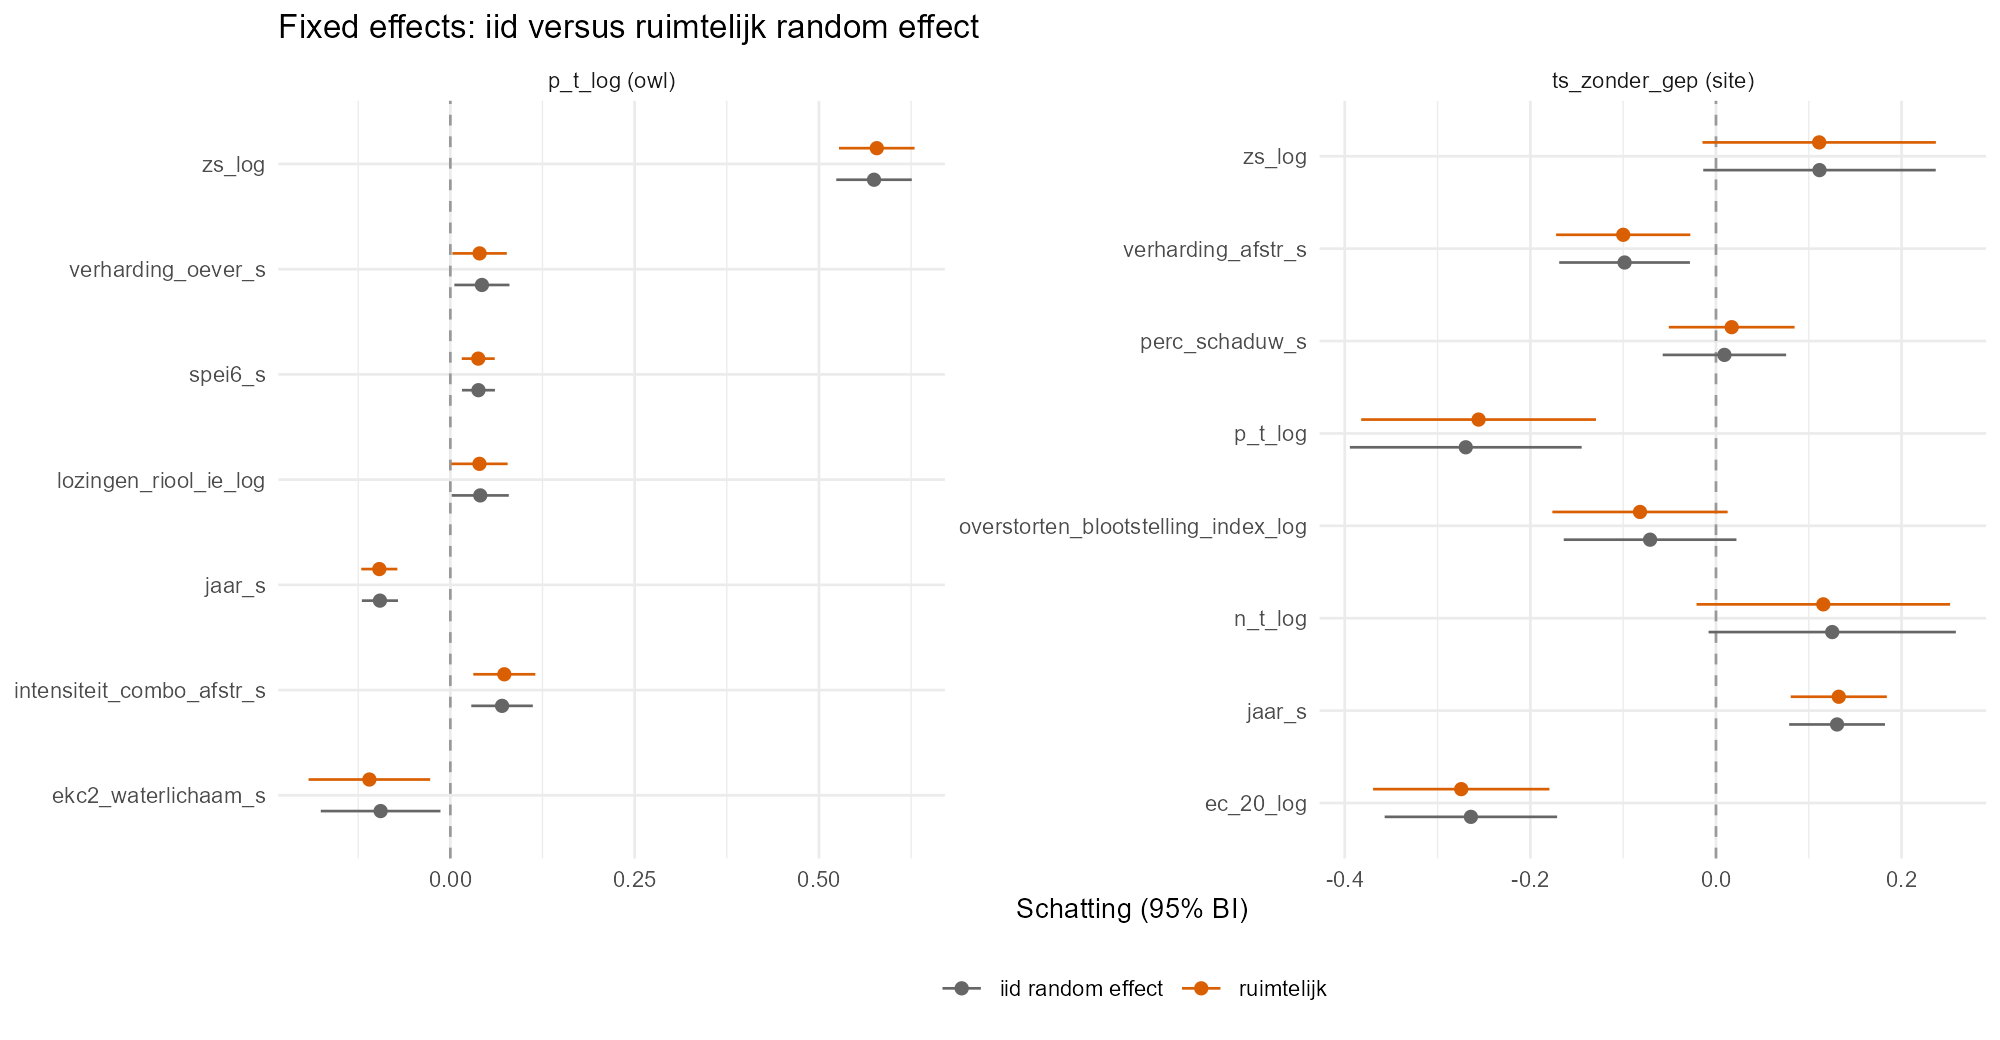 Fixed effects: iid versus ruimtelijk random effect
p_t_log (owl)
zs_log
verharding_oever_s
spei6_s
lozingen_riool_ie_log
jaar_s
intensiteit_combo_afstr_s
ekc2_waterlichaam_s
0.00 0.25 0.50
ts_zonder_gep (site)
zs_log
verharding_afstr_s
perc_schaduw_s
p_t_log
overstorten_blootstelling_index_log
n_t_log
jaar_s
ec_20_log
-0.4 -0.2 0.0 0.2
Schatting (95% BI)
iid random effect ruimtelijk